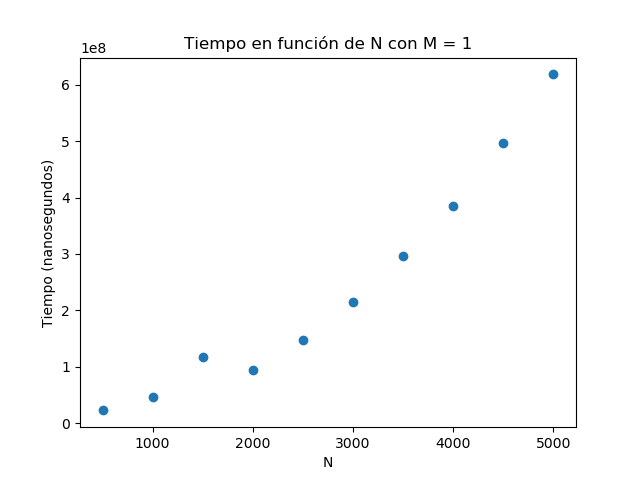 Tiempo en función de N con M = 1
1e8
6
5
4
3
2
1
0
Tiempo (nanosegundos)
1000 2000 3000 4000 5000
N